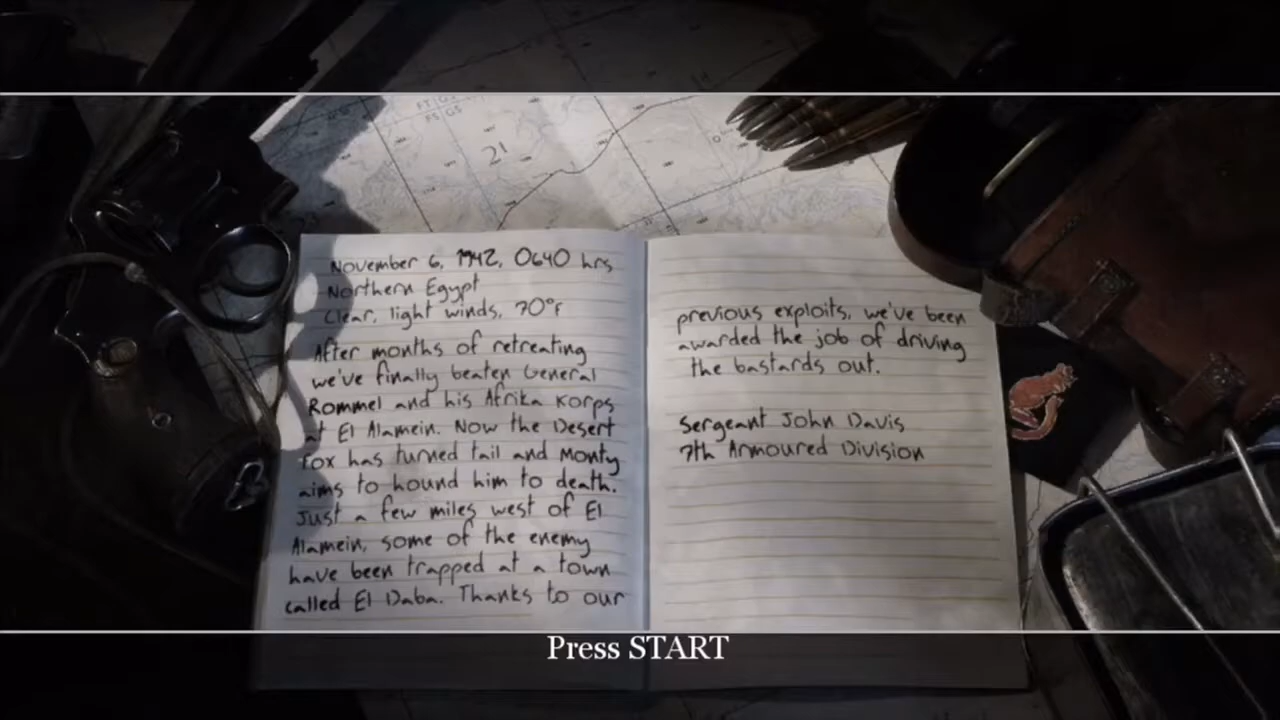 21
November 6, 1942, 0640 hrs
Northern Egypt
Clear, light winds, 70°F
After months of retreating
we've finally beaten General
Rommel and his Afrika Korps
at El Alamein. Now the Desert
Fox has turned tail and Monty
aims to hound him to death.
Just a few miles west of El
Alamein, some of the enemy
have been trapped at a town
called El Daba. Thanks to our
previous exploits, we've been
awarded the job of driving
the bastards out.
Sergeant John Davis
7th Armoured Division
Press START